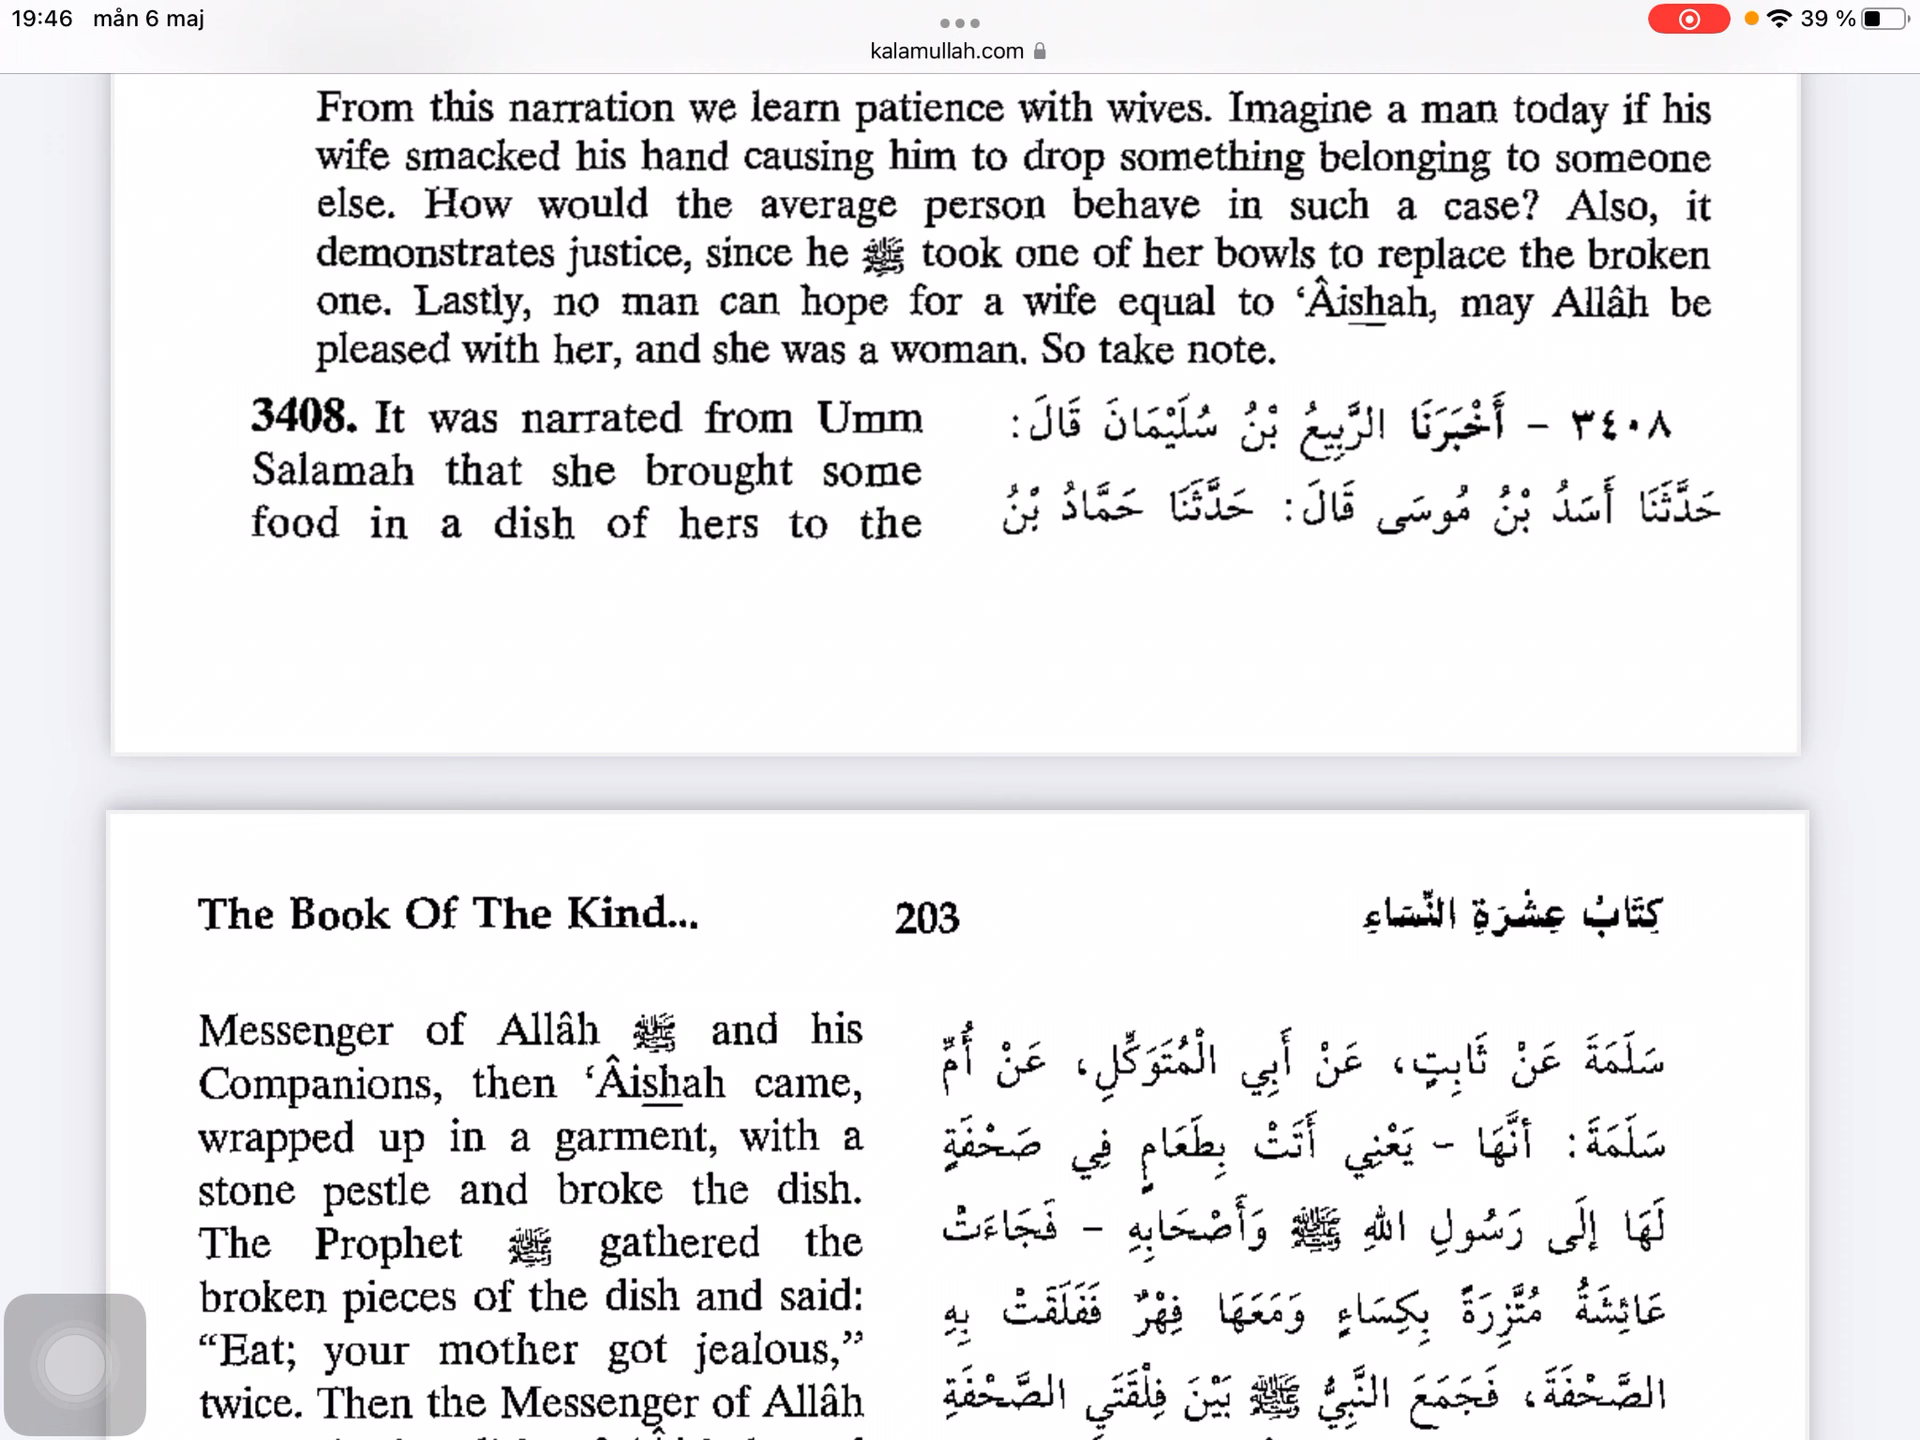 19:46 mån 6 maj
39 %
kalamullah.com
From this narration we learn patience with wives. Imagine a man today if his
wife smacked his hand causing him to drop something belonging to someone
else. How would the average person behave in such a case? Also, it
demonstrates justice, since he ﷺ took one of her bowls to replace the broken
one. Lastly, no man can hope for a wife equal to ‘Âishah, may Allâh be
pleased with her, and she was a woman. So take note.
3408. It was narrated from Umm
Salamah that she brought some
food in a dish of hers to the
٣٤٠٨ – أَخْبَرَنَا الرَّبِيعُ بْنُ سُلَيْمَانَ قَالَ:
حَدَّثَنَا أَسَدُ بْنُ مُوسَى قَالَ: حَدَّثَنَا حَمَّادُ بْنُ
The Book Of The Kind...
203
كِتَابُ عِشْرَةِ النِّسَاءِ
Messenger of Allâh ﷺ and his
Companions, then ‘Âishah came,
wrapped up in a garment, with a
stone pestle and broke the dish.
The Prophet ﷺ gathered the
broken pieces of the dish and said:
“Eat; your mother got jealous,”
twice. Then the Messenger of Allâh
سَلَمَةَ عَنْ ثَابِتٍ، عَنْ أَبِي الْمُتَوَكِّلِ، عَنْ أُمِّ
سَلَمَةَ: أَنَّهَا – يَعْنِي أَتَتْ بِطَعَامٍ فِي صَحْفَةٍ
لَهَا إِلَى رَسُولِ اللهِ ﷺ وَأَصْحَابِهِ – فَجَاءَتْ
عَائِشَةُ مُتَّزِرَةً بِكِسَاءٍ وَمَعَهَا فِهْرٌ فَفَلَقَتْ بِهِ
الصَّحْفَةَ، فَجَمَعَ النَّبِيُّ ﷺ بَيْنَ فِلْقَتَيِ الصَّحْفَةِ